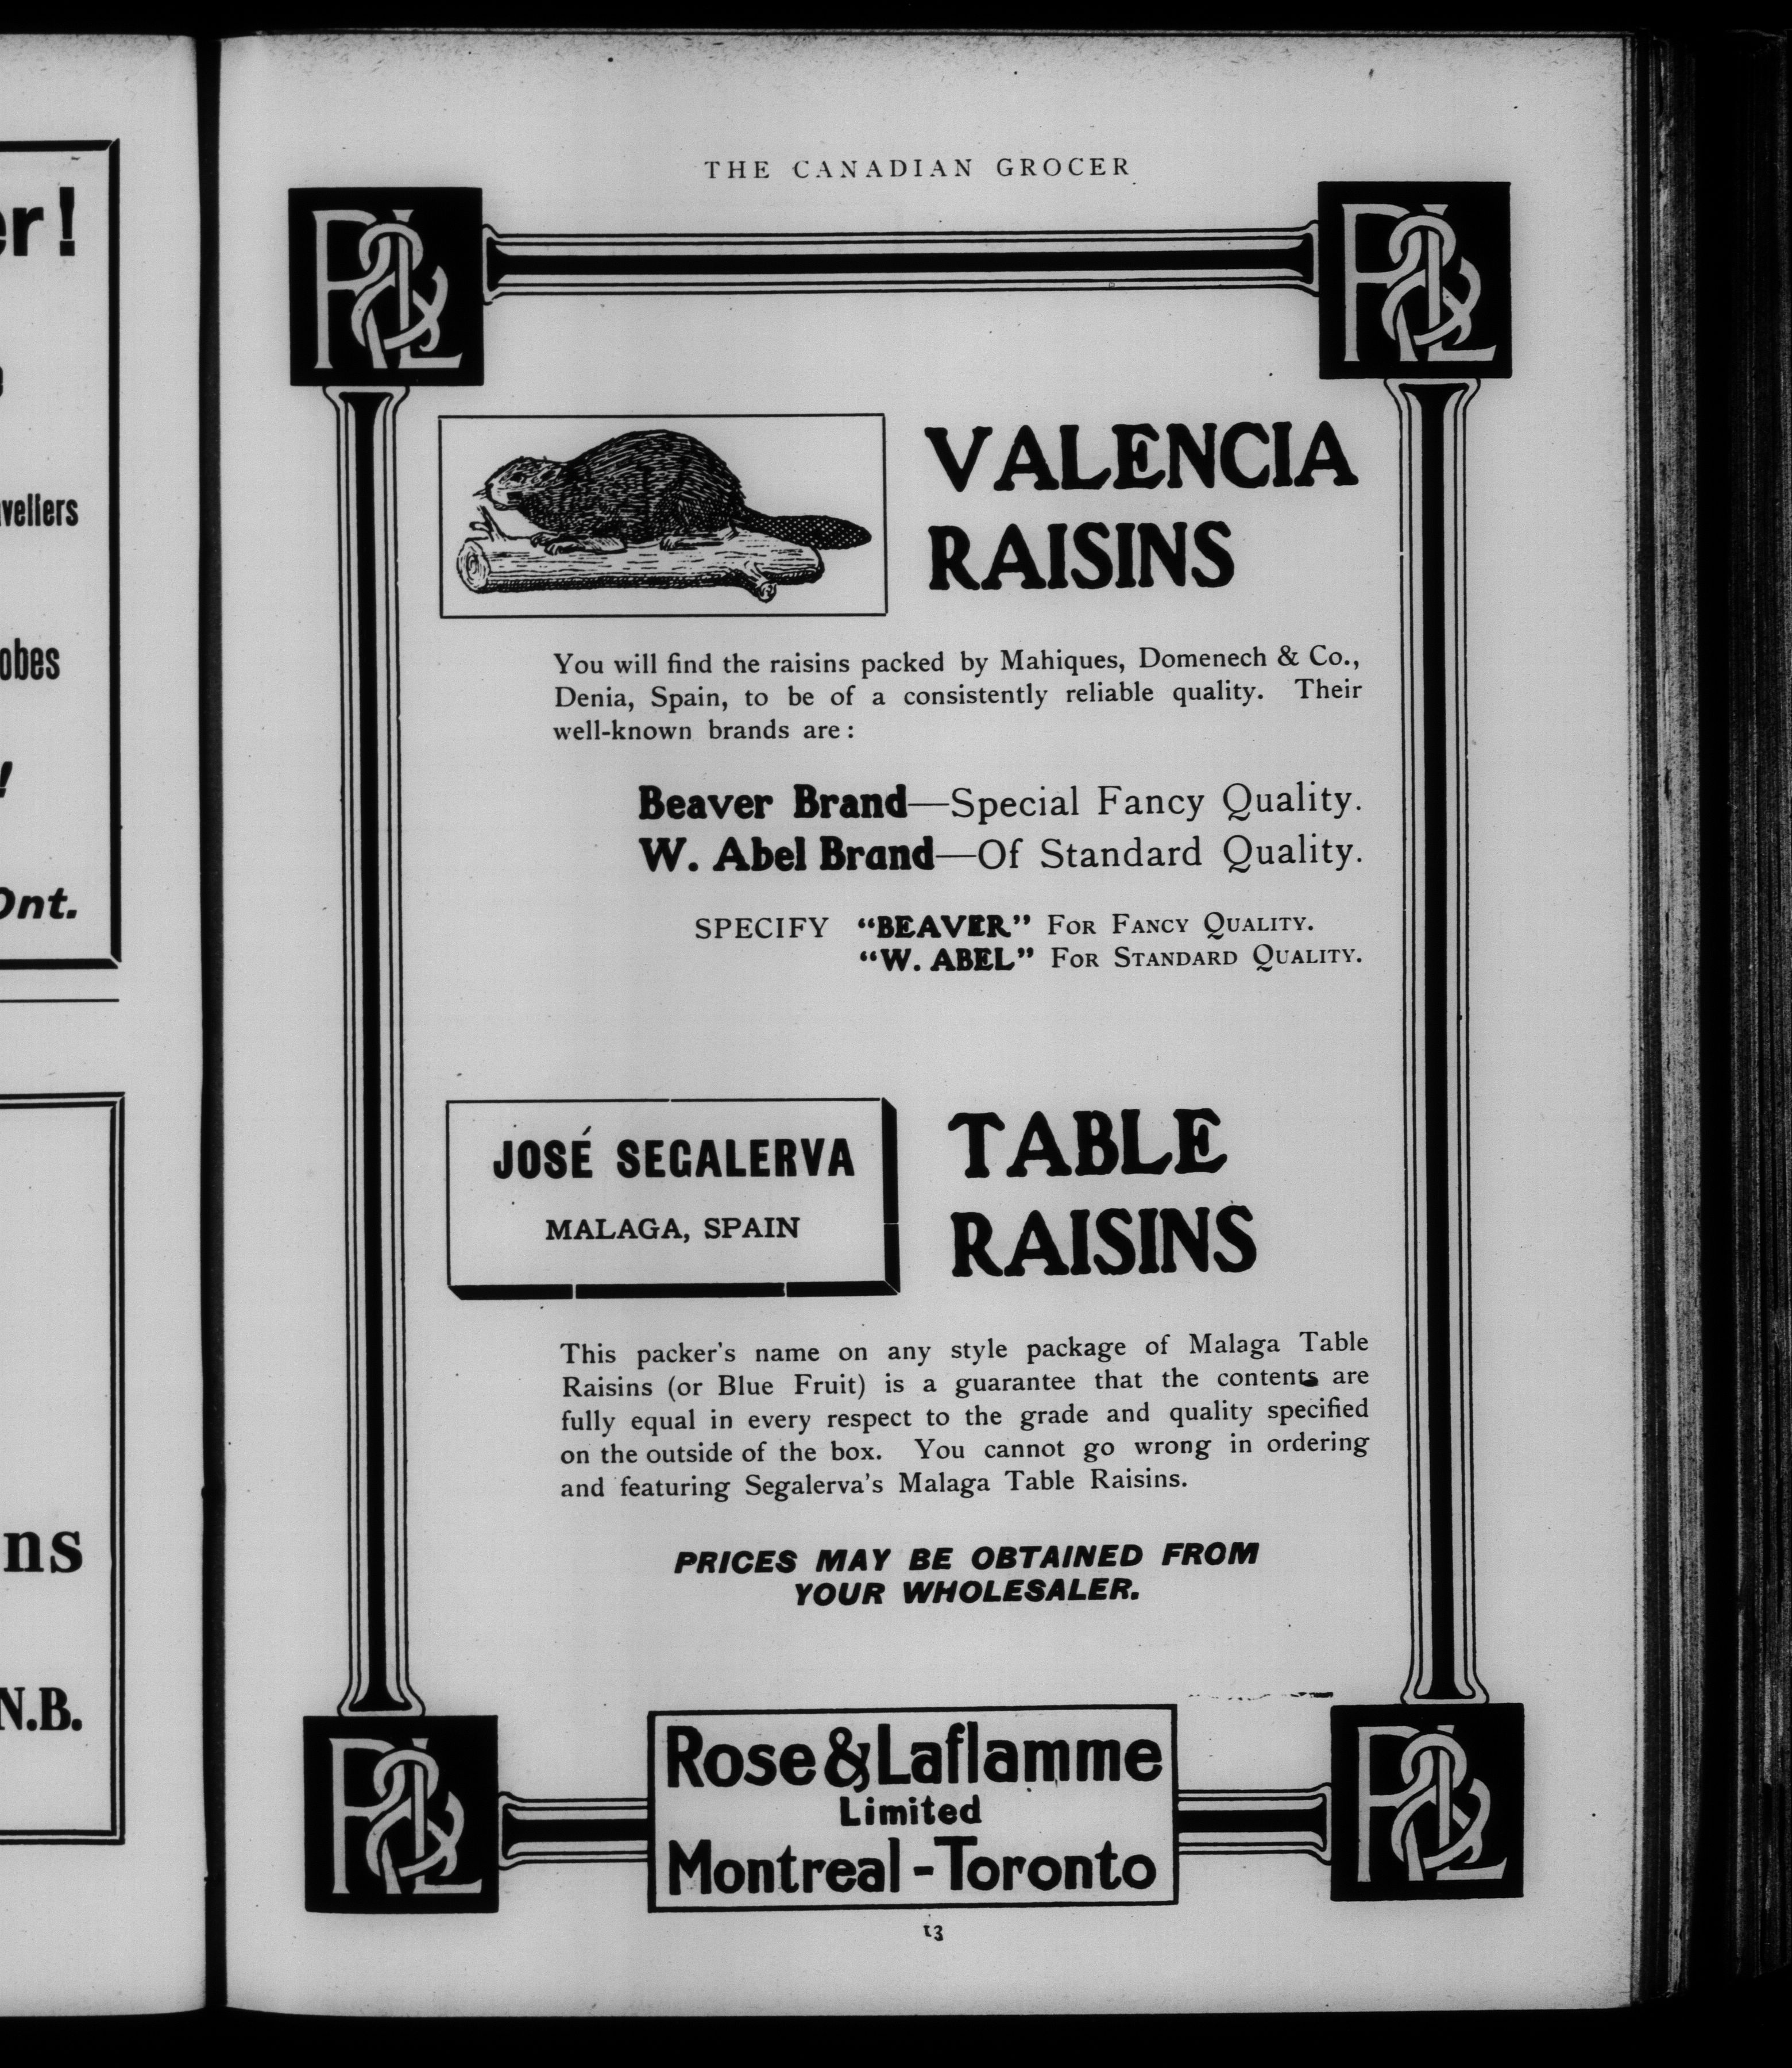 er!
vellers
obes
!
Ont.
ns
N.B.
THE CANADIAN GROCER
R&L
R&L
VALENCIA
RAISINS
You will find the raisins packed by Mahiques, Domenech & Co.,
Denia, Spain, to be of a consistently reliable quality. Their
well-known brands are:
Beaver Brand—Special Fancy Quality.
W. Abel Brand—Of Standard Quality.
SPECIFY "BEAVER" FOR FANCY QUALITY.
"W. ABEL" FOR STANDARD QUALITY.
JOSÉ SEGALERVA
MALAGA, SPAIN
TABLE
RAISINS
This packer's name on any style package of Malaga Table
Raisins (or Blue Fruit) is a guarantee that the contents are
fully equal in every respect to the grade and quality specified
on the outside of the box. You cannot go wrong in ordering
and featuring Segalerva's Malaga Table Raisins.
PRICES MAY BE OBTAINED FROM
YOUR WHOLESALER.
R&L
R&L
Rose & Laflamme
Limited
Montreal - Toronto
13